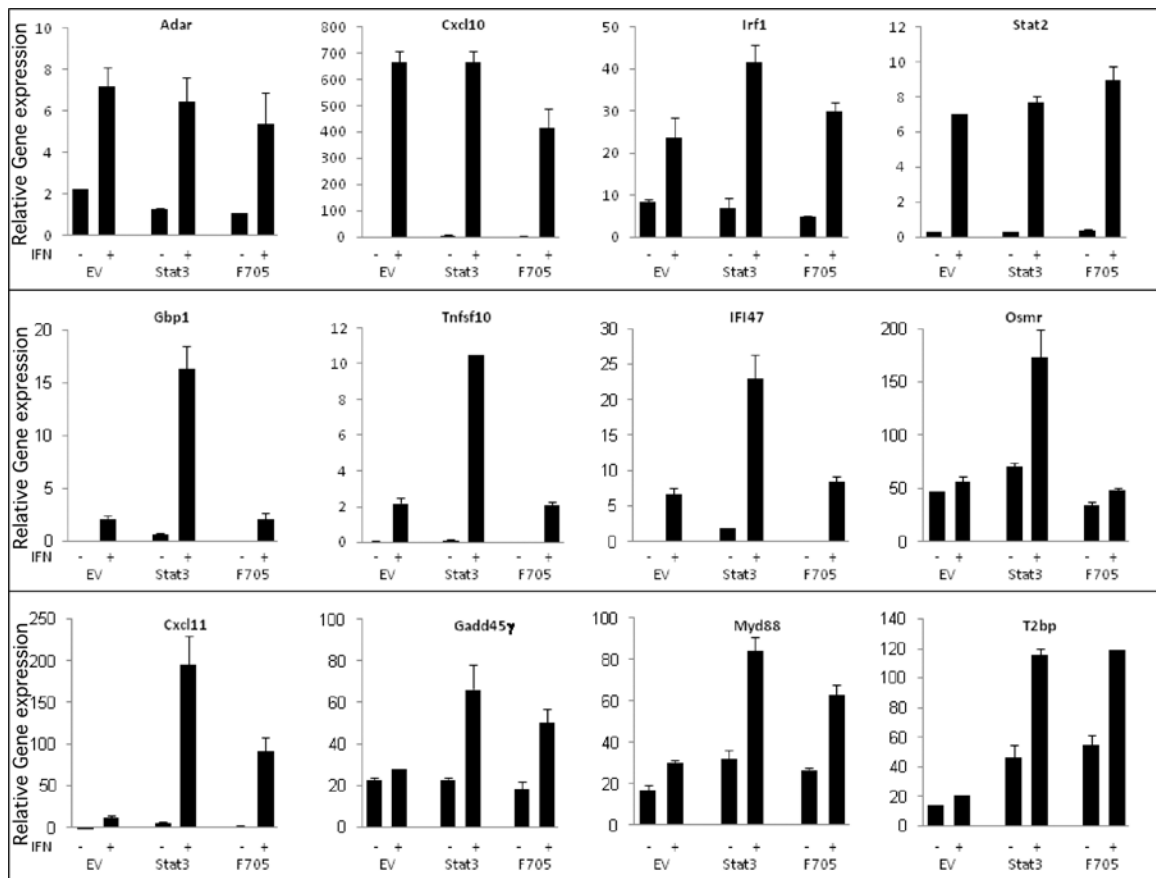 Adar
Cxcl10
Irf1
Stat2
Relative Gene expression
10
8
6
4
2
0
800
700
600
500
400
300
200
100
0
50
40
30
20
10
0
12
10
8
6
4
2
0
IFN - + - + - +
EV Stat3 F705
- + - + - +
EV Stat3 F705
- + - + - +
EV Stat3 F705
- + - + - +
EV Stat3 F705
Gbp1
Tnfsf10
IFI47
Osmr
Relative Gene expression
20
15
10
5
0
12
10
8
6
4
2
0
30
25
20
15
10
5
0
200
150
100
50
0
IFN - + - + - +
EV Stat3 F705
- + - + - +
EV Stat3 F705
- + - + - +
EV Stat3 F705
- + - + - +
EV Stat3 F705
Cxcl11
Gadd45γ
Myd88
T2bp
Relative Gene expression
250
200
150
100
50
0
100
80
60
40
20
0
100
80
60
40
20
0
140
120
100
80
60
40
20
0
IFN - + - + - +
EV Stat3 F705
- + - + - +
EV Stat3 F705
- + - + - +
EV Stat3 F705
- + - + - +
EV Stat3 F705